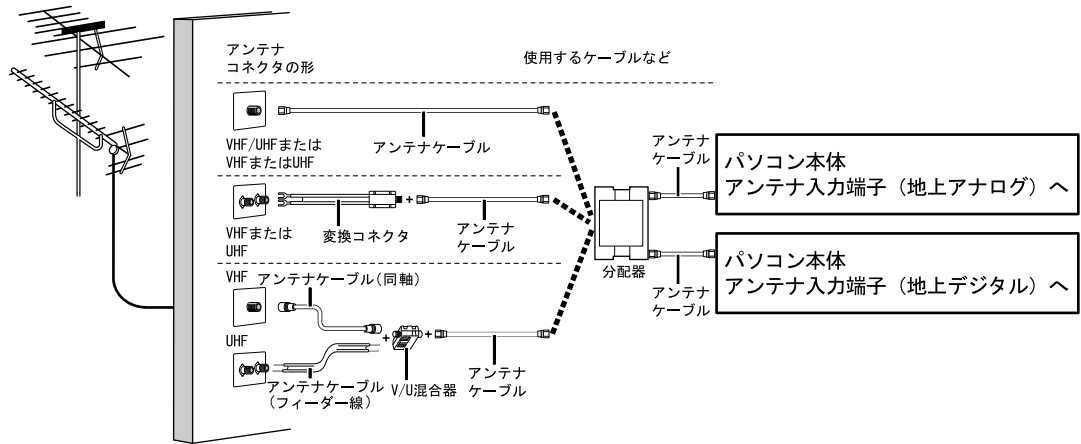 アンテナ
コネクタの形
使用するケーブルなど
VHF/UHFまたは
VHFまたはUHF
アンテナケーブル
VHFまたは
UHF
変換コネクタ
アンテナ
ケーブル
VHF
アンテナケーブル(同軸)
UHF
アンテナケーブル
(フィーダー線)
V/U混合器
アンテナ
ケーブル
分配器
アンテナ
ケーブル
パソコン本体
アンテナ入力端子(地上アナログ)へ
アンテナ
ケーブル
パソコン本体
アンテナ入力端子(地上デジタル)へ